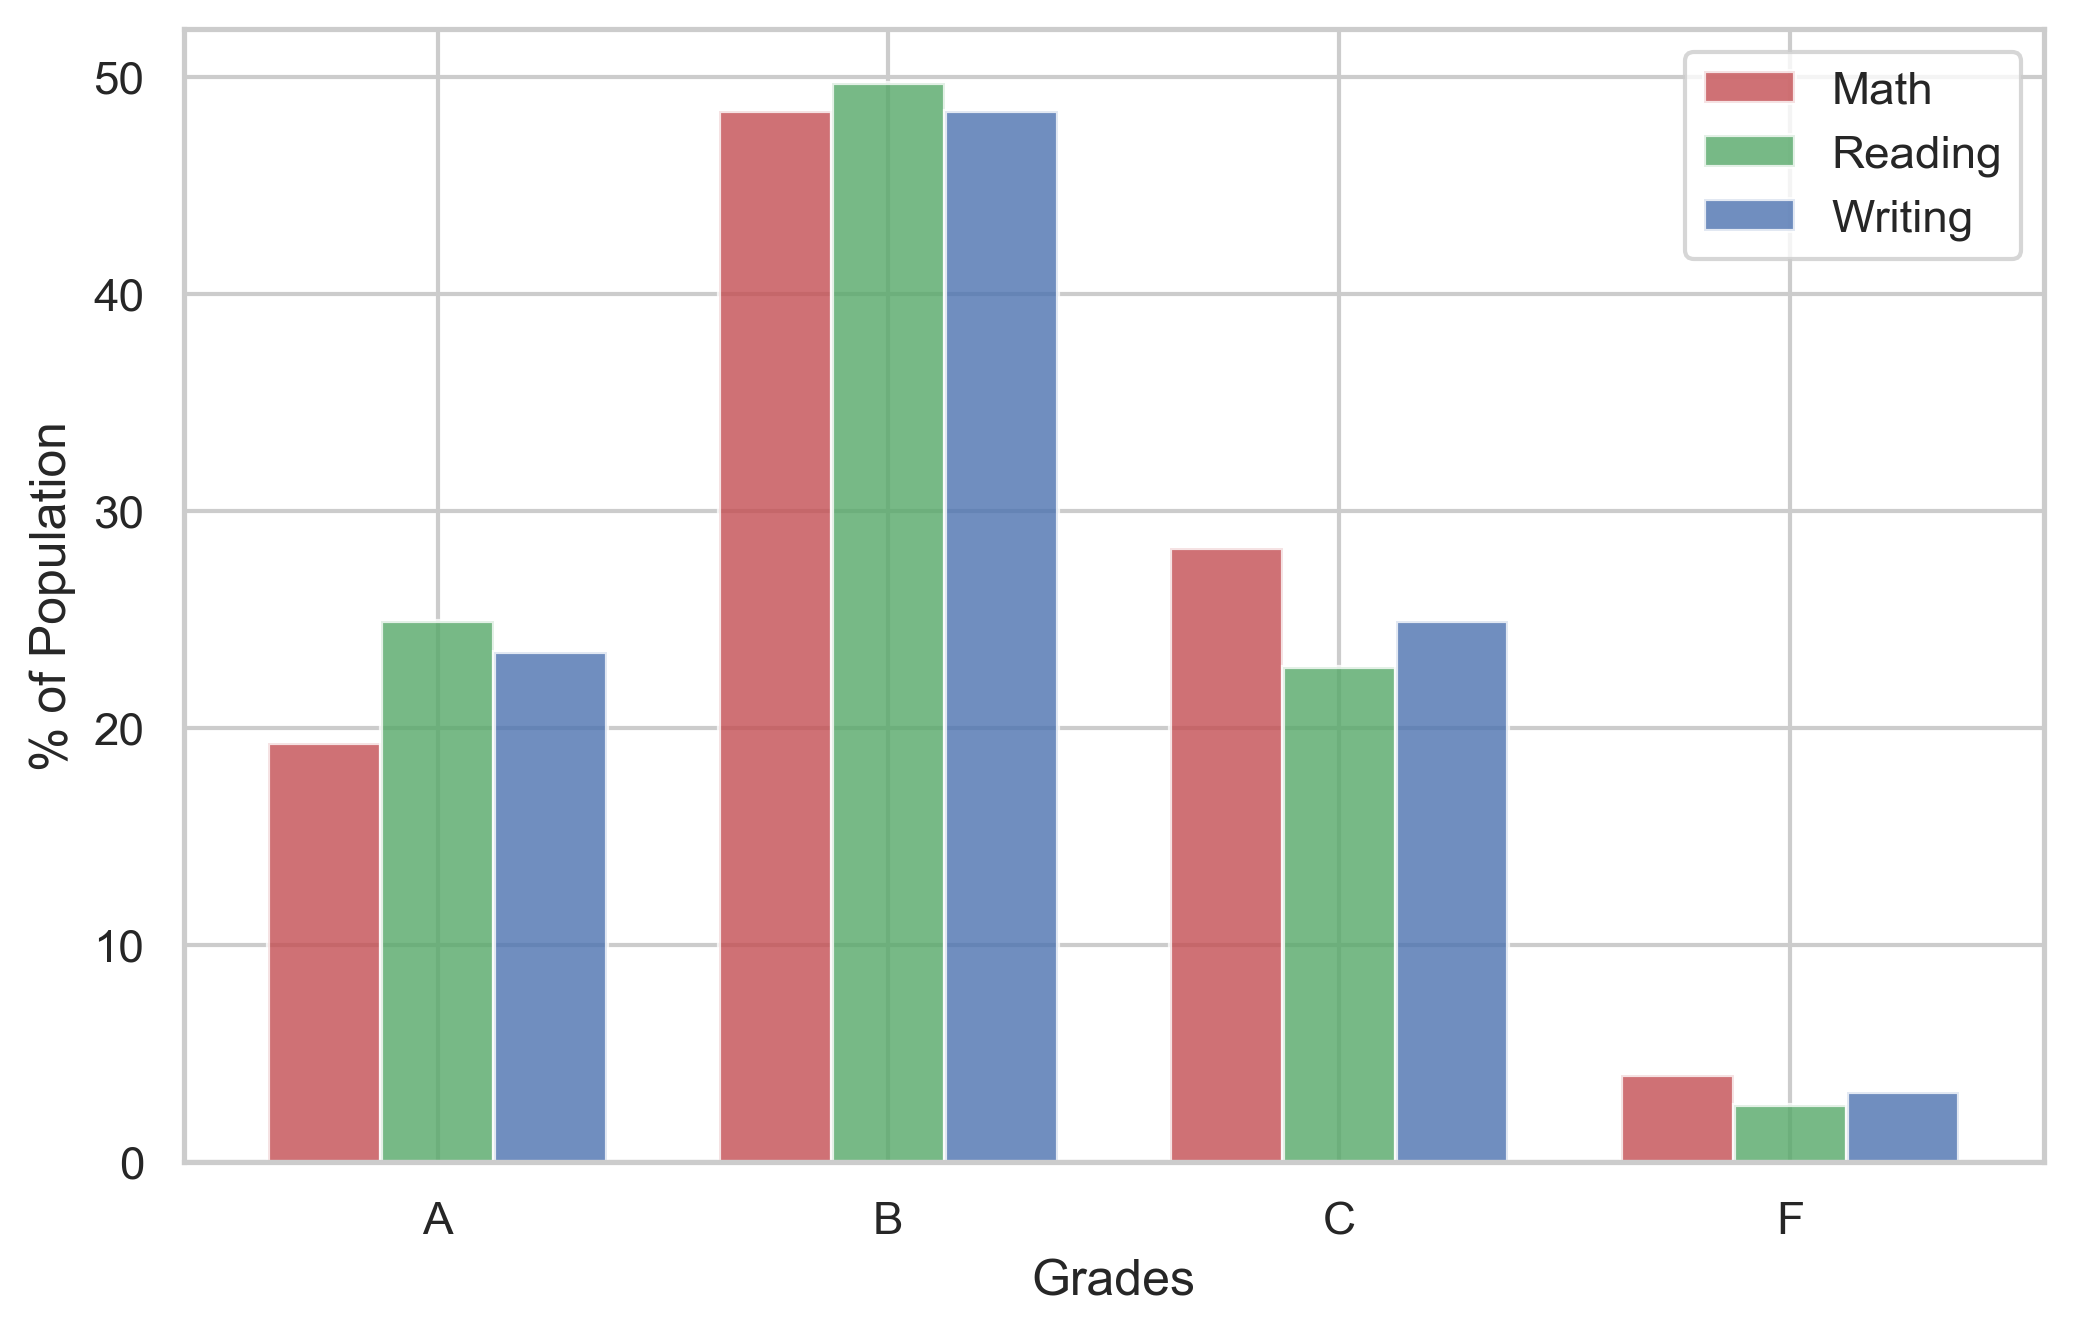 50
40
30
20
10
0
% of Population
Math
Reading
Writing
A
B
C
F
Grades